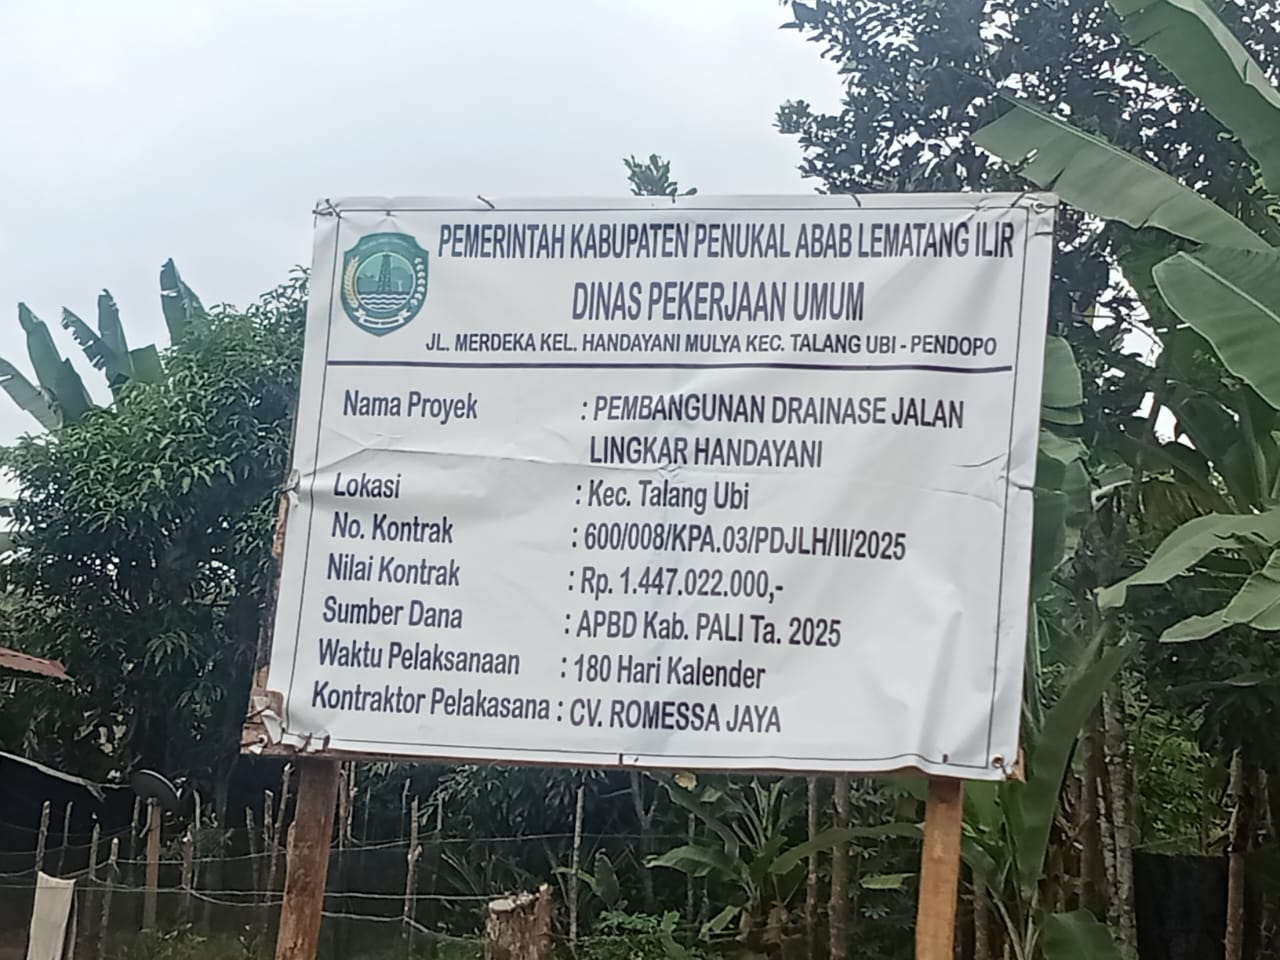 PEMERINTAH KABUPATEN PENUKAL ABAB LEMATANG ILIR
DINAS PEKERJAAN UMUM
JL. MERDEKA KEL. HANDAYANI MULYA KEC. TALANG UBI - PENDOPO
Nama Proyek : PEMBANGUNAN DRAINASE JALAN
LINGKAR HANDAYANI
Lokasi : Kec. Talang Ubi
No. Kontrak : 600/008/KPA.03/PDJLH/II/2025
Nilai Kontrak : Rp. 1.447.022.000,-
Sumber Dana : APBD Kab. PALI Ta. 2025
Waktu Pelaksanaan : 180 Hari Kalender
Kontraktor Pelakasana : CV. ROMESSA JAYA